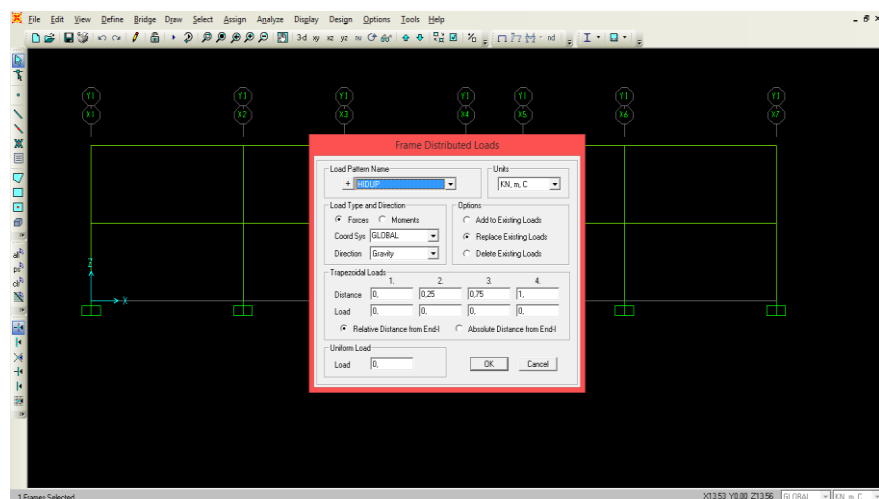 File Edit View Define Bridge Draw Select Assign Analyze Display Design Options Tools Help
3-d xy xz yz nv nd
Y1 Y1 Y1 Y1 Y1 Y1 Y1
X1 X2 X3 X4 X5 X6 X7
Frame Distributed Loads
Load Pattern Name
+ HIDUP
Units
KN, m, C
Load Type and Direction
Forces Moments
Coord Sys GLOBAL
Direction Gravity
Options
Add to Existing Loads
Replace Existing Loads
Delete Existing Loads
Trapezoidal Loads
1. 2. 3. 4.
Distance 0, 0,25 0,75 1,
Load 0, 0, 0, 0,
Relative Distance from End-I Absolute Distance from End-I
Uniform Load
Load 0,
OK Cancel
Z
X
1 Frames Selected
X13.53 Y0.00 Z13.56 GLOBAL KN, m, C